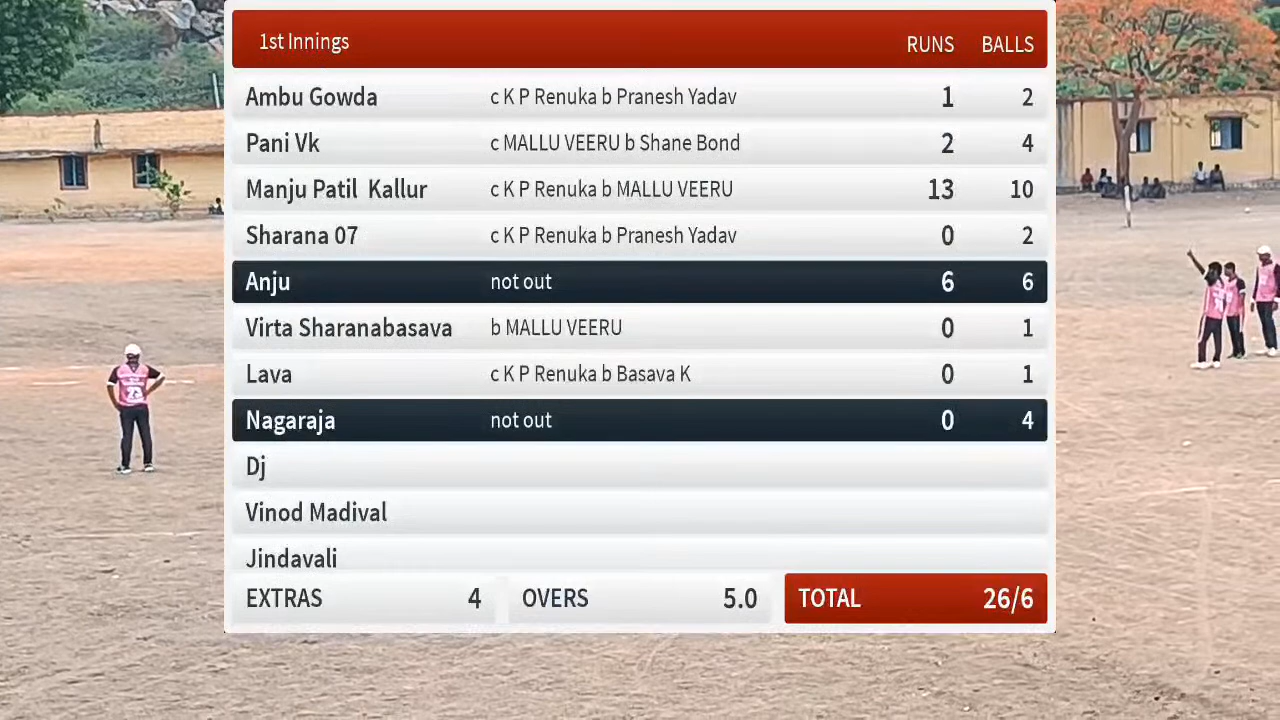 1st Innings RUNS BALLS
Ambu Gowda c K P Renuka b Pranesh Yadav 1 2
Pani Vk c MALLU VEERU b Shane Bond 2 4
Manju Patil Kallur c K P Renuka b MALLU VEERU 13 10
Sharana 07 c K P Renuka b Pranesh Yadav 0 2
Anju not out 6 6
Virta Sharanabasava b MALLU VEERU 0 1
Lava c K P Renuka b Basava K 0 1
Nagaraja not out 0 4
Dj
Vinod Madival
Jindavali
EXTRAS 4 OVERS 5.0 TOTAL 26/6
23